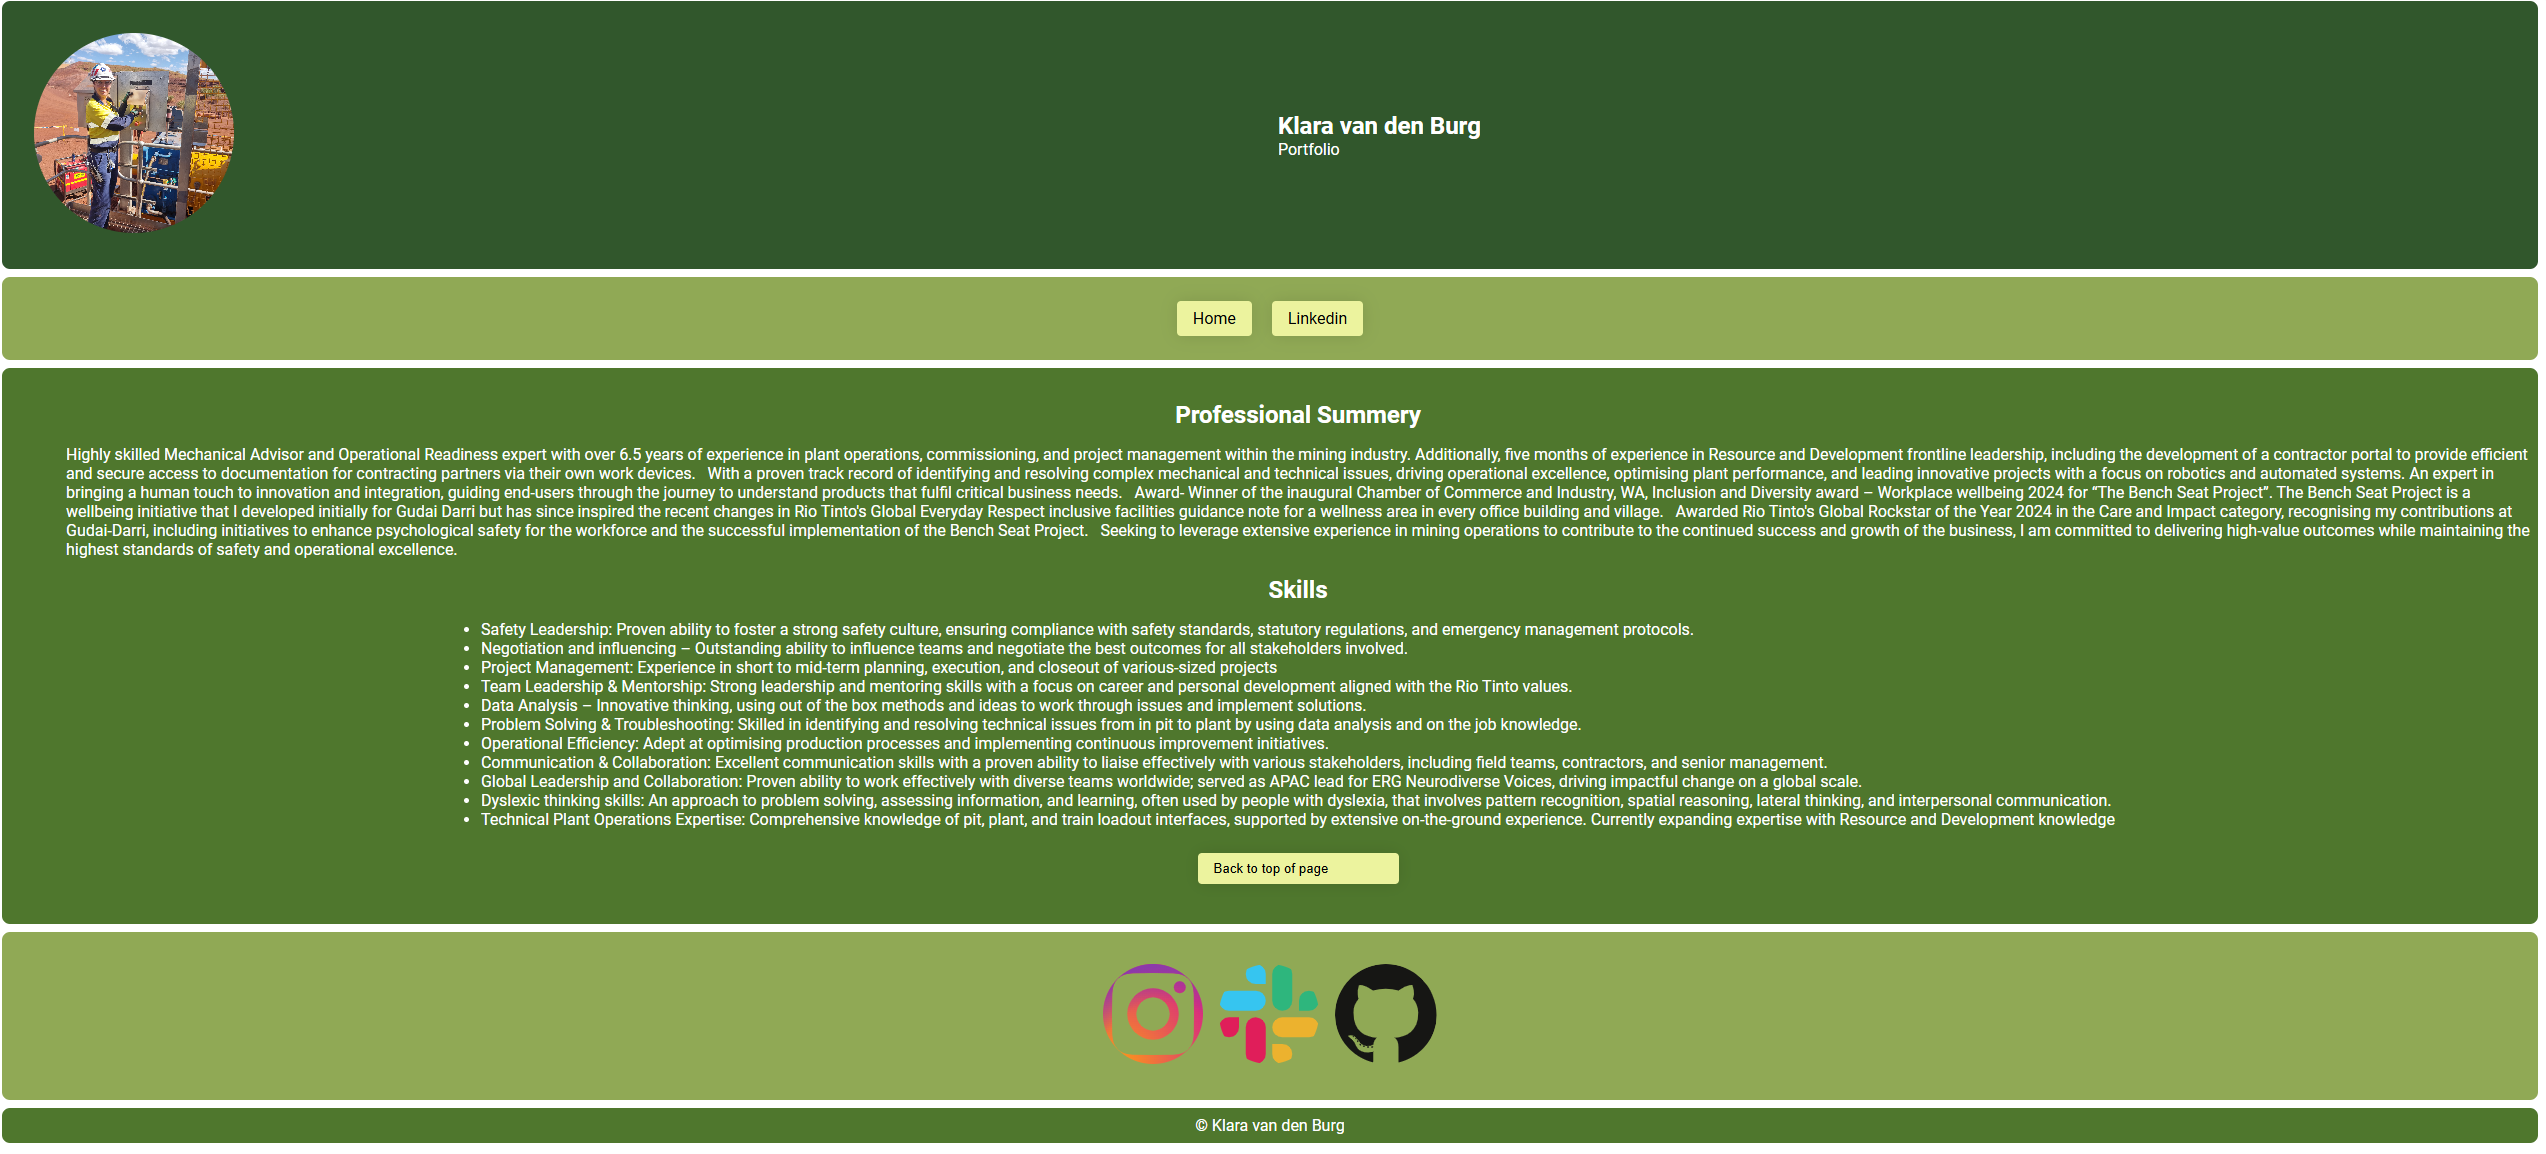 Klara van den Burg
Portfolio
Home
Linkedin
Professional Summery
Highly skilled Mechanical Advisor and Operational Readiness expert with over 6.5 years of experience in plant operations, commissioning, and project management within the mining industry. Additionally, five months of experience in Resource and Development frontline leadership, including the development of a contractor portal to provide efficient
and secure access to documentation for contracting partners via their own work devices.   With a proven track record of identifying and resolving complex mechanical and technical issues, driving operational excellence, optimising plant performance, and leading innovative projects with a focus on robotics and automated systems. An expert in
bringing a human touch to innovation and integration, guiding end-users through the journey to understand products that fulfil critical business needs.   Award- Winner of the inaugural Chamber of Commerce and Industry, WA, Inclusion and Diversity award – Workplace wellbeing 2024 for “The Bench Seat Project”. The Bench Seat Project is a
wellbeing initiative that I developed initially for Gudai Darri but has since inspired the recent changes in Rio Tinto's Global Everyday Respect inclusive facilities guidance note for a wellness area in every office building and village.   Awarded Rio Tinto's Global Rockstar of the Year 2024 in the Care and Impact category, recognising my contributions at
Gudai-Darri, including initiatives to enhance psychological safety for the workforce and the successful implementation of the Bench Seat Project.   Seeking to leverage extensive experience in mining operations to contribute to the continued success and growth of the business, I am committed to delivering high-value outcomes while maintaining the
highest standards of safety and operational excellence.
Skills
• Safety Leadership: Proven ability to foster a strong safety culture, ensuring compliance with safety standards, statutory regulations, and emergency management protocols.
• Negotiation and influencing – Outstanding ability to influence teams and negotiate the best outcomes for all stakeholders involved.
• Project Management: Experience in short to mid-term planning, execution, and closeout of various-sized projects
• Team Leadership & Mentorship: Strong leadership and mentoring skills with a focus on career and personal development aligned with the Rio Tinto values.
• Data Analysis – Innovative thinking, using out of the box methods and ideas to work through issues and implement solutions.
• Problem Solving & Troubleshooting: Skilled in identifying and resolving technical issues from in pit to plant by using data analysis and on the job knowledge.
• Operational Efficiency: Adept at optimising production processes and implementing continuous improvement initiatives.
• Communication & Collaboration: Excellent communication skills with a proven ability to liaise effectively with various stakeholders, including field teams, contractors, and senior management.
• Global Leadership and Collaboration: Proven ability to work effectively with diverse teams worldwide; served as APAC lead for ERG Neurodiverse Voices, driving impactful change on a global scale.
• Dyslexic thinking skills: An approach to problem solving, assessing information, and learning, often used by people with dyslexia, that involves pattern recognition, spatial reasoning, lateral thinking, and interpersonal communication.
• Technical Plant Operations Expertise: Comprehensive knowledge of pit, plant, and train loadout interfaces, supported by extensive on-the-ground experience. Currently expanding expertise with Resource and Development knowledge
Back to top of page
© Klara van den Burg